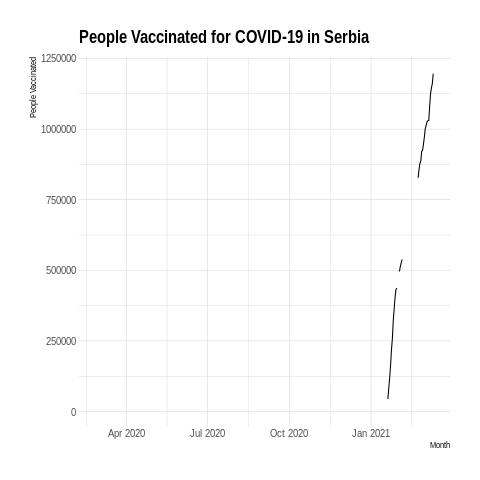 People Vaccinated for COVID-19 in Serbia
People Vaccinated
1250000
1000000
750000
500000
250000
0
Apr 2020 Jul 2020 Oct 2020 Jan 2021
Month